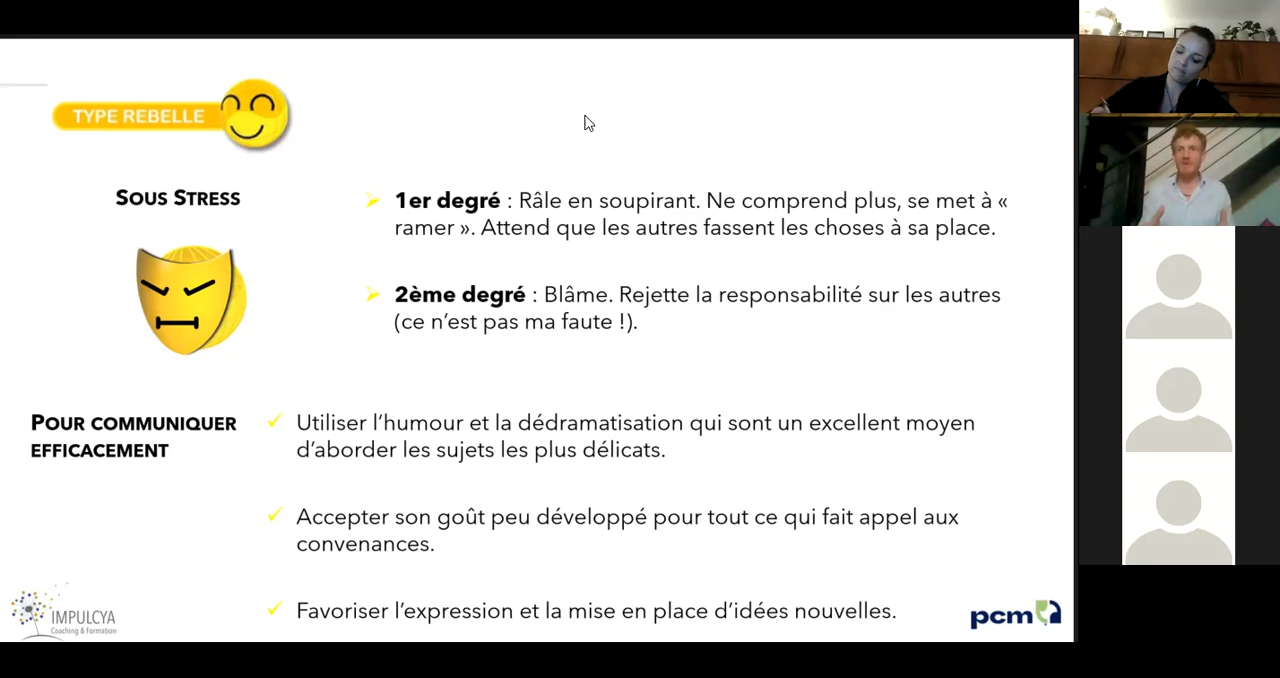 TYPE REBELLE
SOUS STRESS
1er degré : Râle en soupirant. Ne comprend plus, se met à «
ramer ». Attend que les autres fassent les choses à sa place.
2ème degré : Blâme. Rejette la responsabilité sur les autres
(ce n’est pas ma faute !).
POUR COMMUNIQUER
EFFICACEMENT
Utiliser l’humour et la dédramatisation qui sont un excellent moyen
d’aborder les sujets les plus délicats.
Accepter son goût peu développé pour tout ce qui fait appel aux
convenances.
Favoriser l’expression et la mise en place d’idées nouvelles.
IMPULCYA
Coaching & Formation
pcm